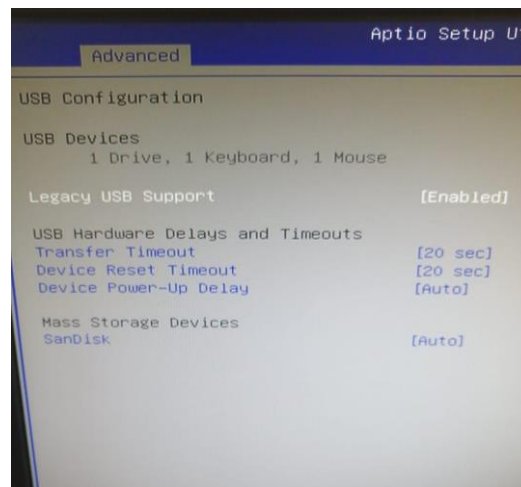 Aptio Setup
Advanced
USB Configuration
USB Devices
1 Drive, 1 Keyboard, 1 Mouse
Legacy USB Support [Enabled]
USB Hardware Delays and Timeouts
Transfer Timeout [20 sec]
Device Reset Timeout [20 sec]
Device Power-Up Delay [Auto]
Mass Storage Devices
SanDisk [Auto]